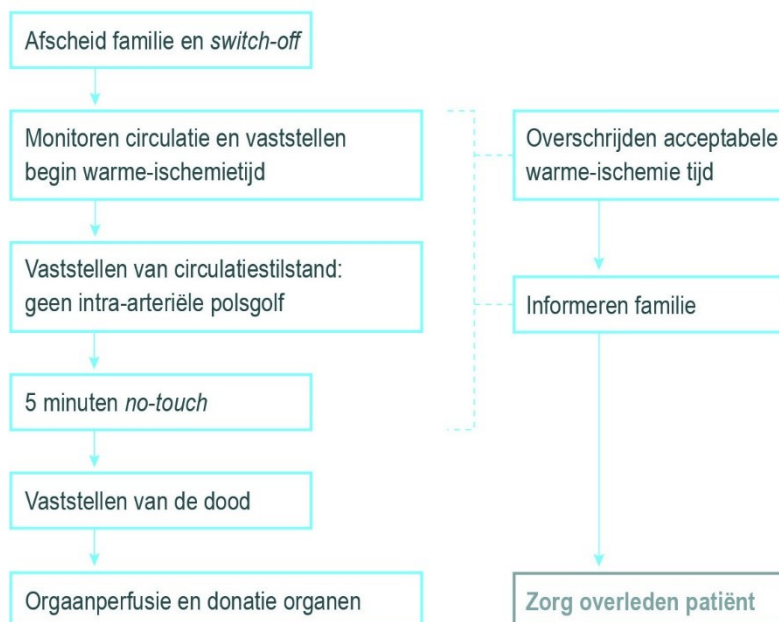 Afscheid familie en switch-off
Monitoren circulatie en vaststellen
begin warme-ischemietijd
Vaststellen van circulatiestilstand:
geen intra-arteriële polsgolf
5 minuten no-touch
Vaststellen van de dood
Orgaanperfusie en donatie organen
Overschrijden acceptabele
warme-ischemie tijd
Informeren familie
Zorg overleden patiënt